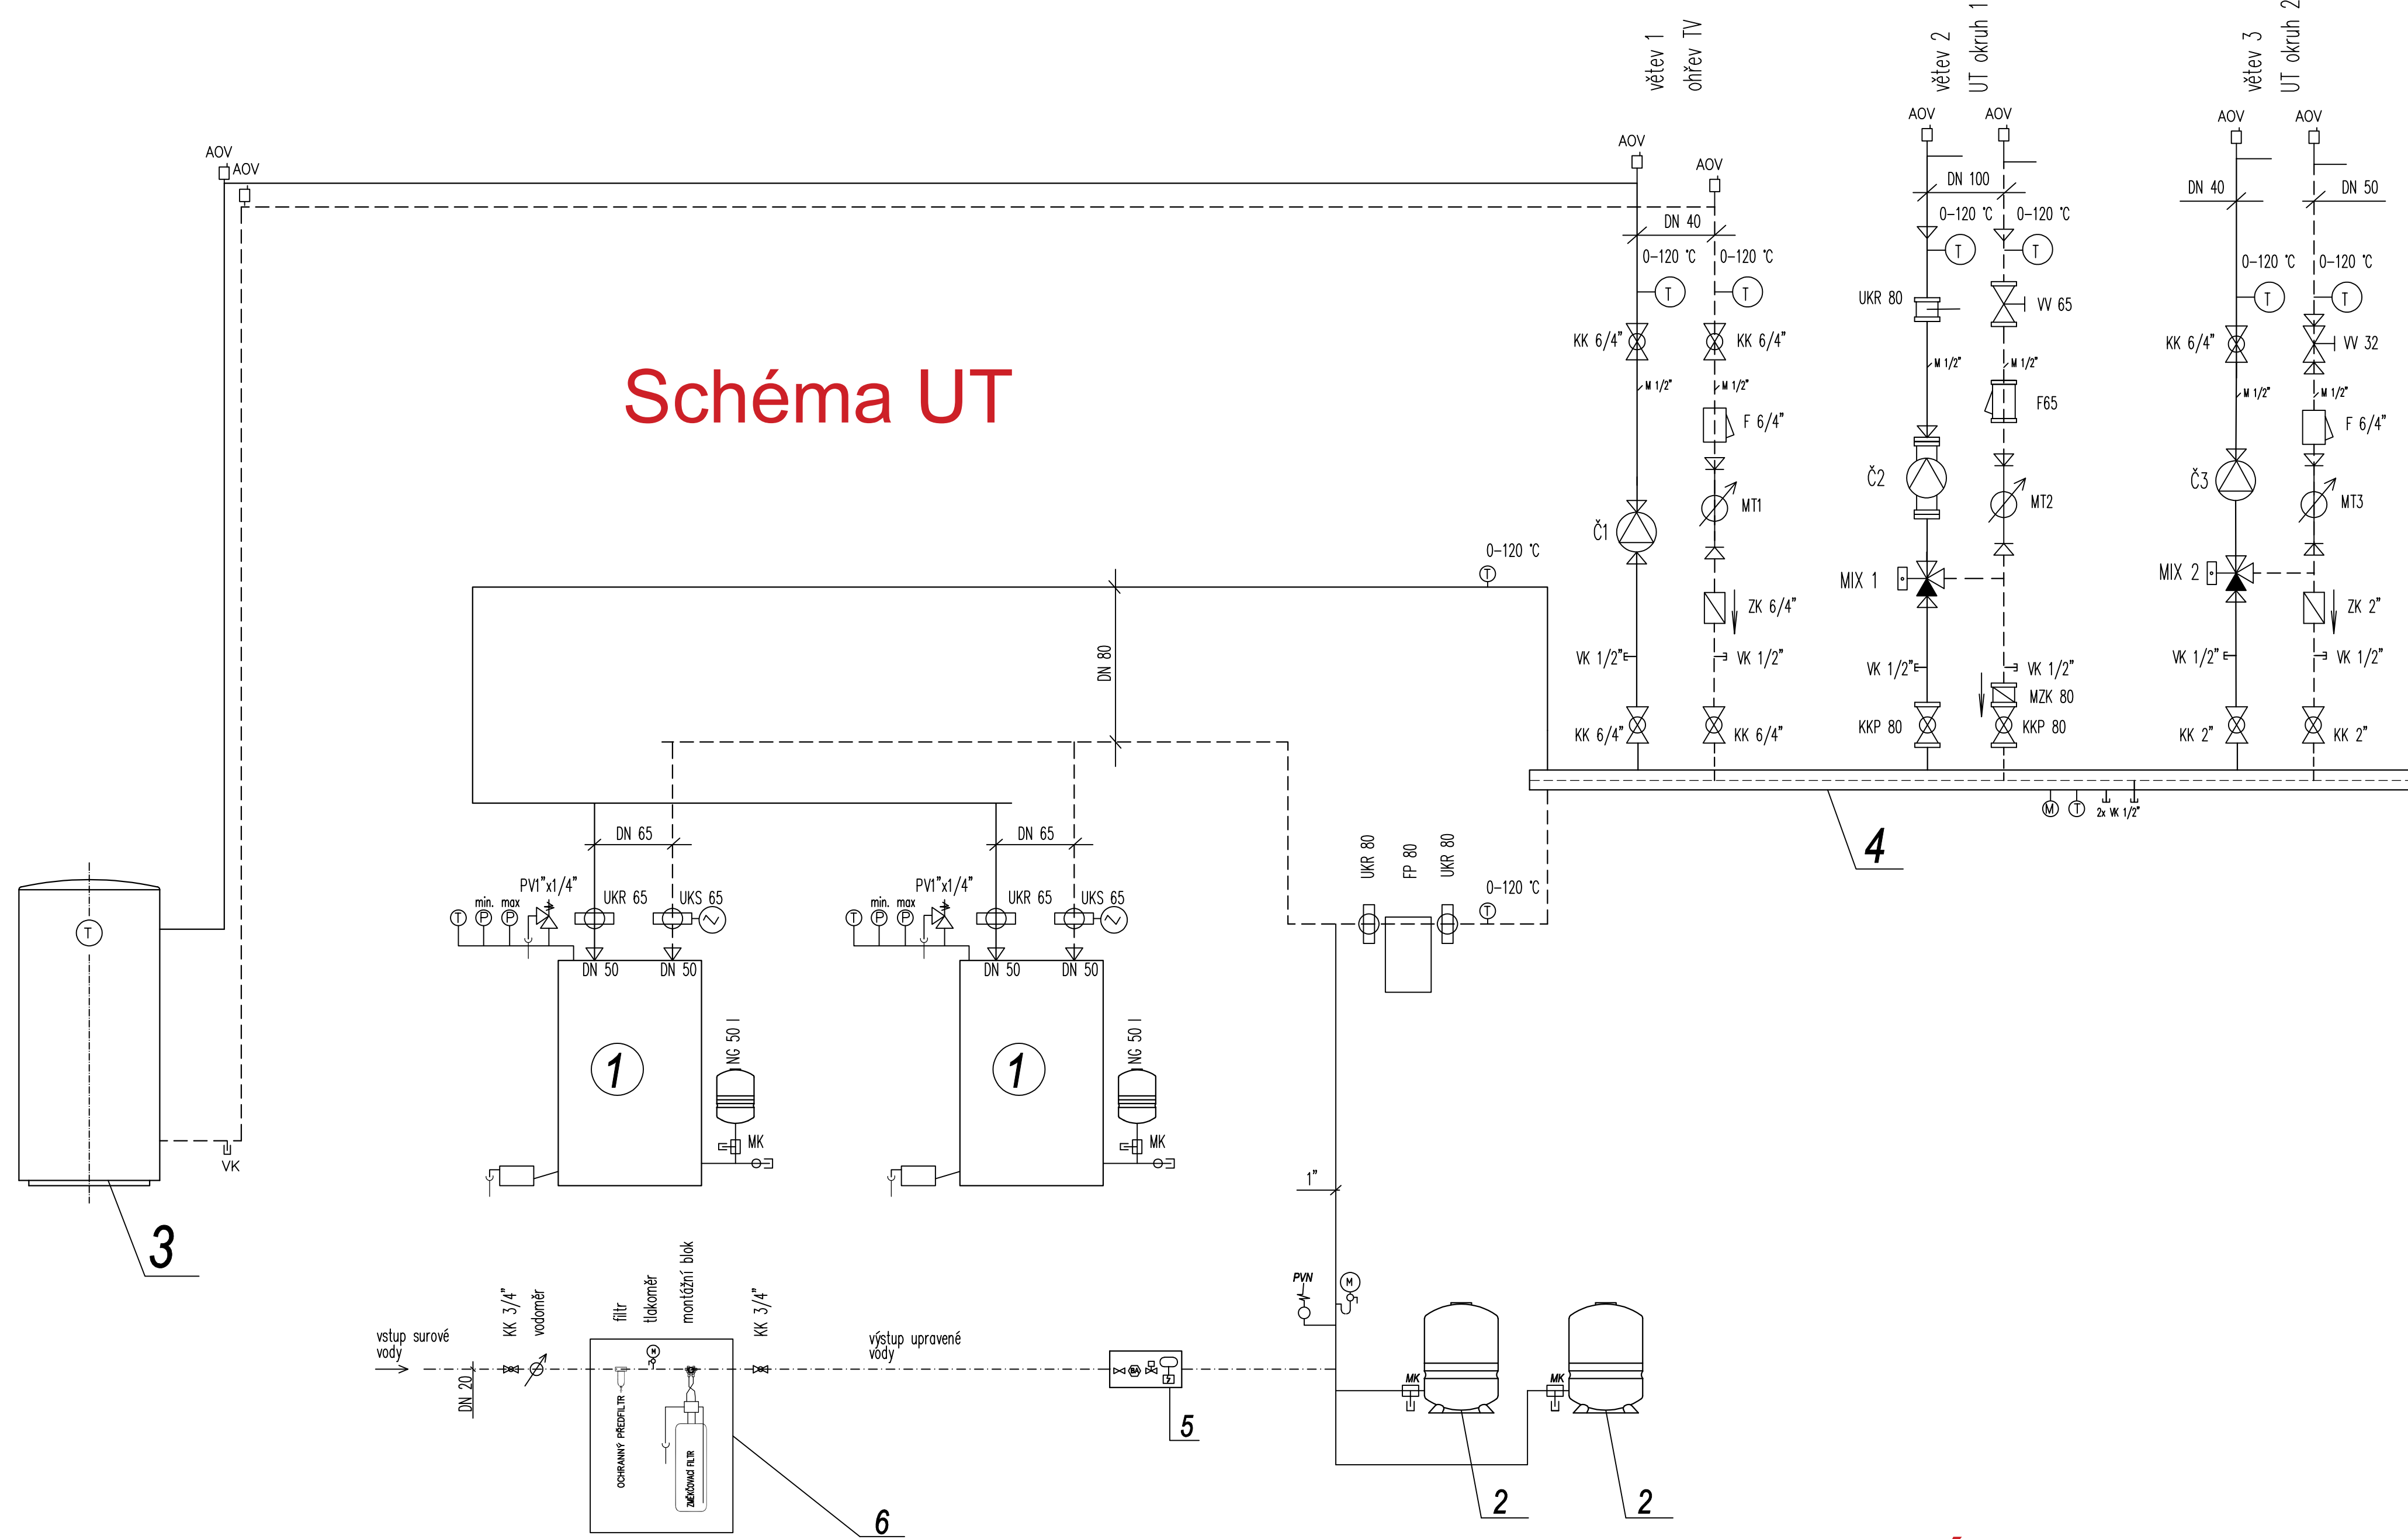 větev 1
ohřev TV
větev 2
UT okruh 1
větev 3
UT okruh 2
AOV
AOV
AOV
AOV
AOV
AOV
AOV
AOV
DN 40
DN 100
DN 40
DN 50
0-120 °C
0-120 °C
0-120 °C
0-120 °C
0-120 °C
0-120 °C
T
T
T
T
T
T
UKR 80
VV 65
KK 6/4"
KK 6/4"
KK 6/4"
VV 32
M 1/2"
M 1/2"
M 1/2"
M 1/2"
M 1/2"
M 1/2"
Schéma UT
F 6/4"
F65
F 6/4"
Č1
MT1
Č2
MT2
Č3
MT3
0-120 °C
T
MIX 1
MIX 2
ZK 6/4"
ZK 2"
DN 80
VK 1/2"
VK 1/2"
VK 1/2"
VK 1/2"
VK 1/2"
VK 1/2"
MZK 80
KK 6/4"
KK 6/4"
KKP 80
KKP 80
KK 2"
KK 2"
M
T
2x VK 1/2"
4
DN 65
DN 65
UKR 80
FP 80
UKR 80
0-120 °C
T
PV1"x1/4"
UKR 65
UKS 65
PV1"x1/4"
UKR 65
UKS 65
min.
max
T
P
P
min.
max
T
P
P
DN 50
DN 50
DN 50
DN 50
T
1
NG 50 l
MK
1
NG 50 l
MK
VK
3
1"
PVN
M
vstup surové
vody
DN 20
KK 3/4"
vodoměr
filtr
tlakoměr
montážní blok
KK 3/4"
M
OCHRANNÝ PŘEDFILTR
ZMĚKČOVACÍ FILTR
výstup upravené
vody
BA
5
MK
MK
6
2
2